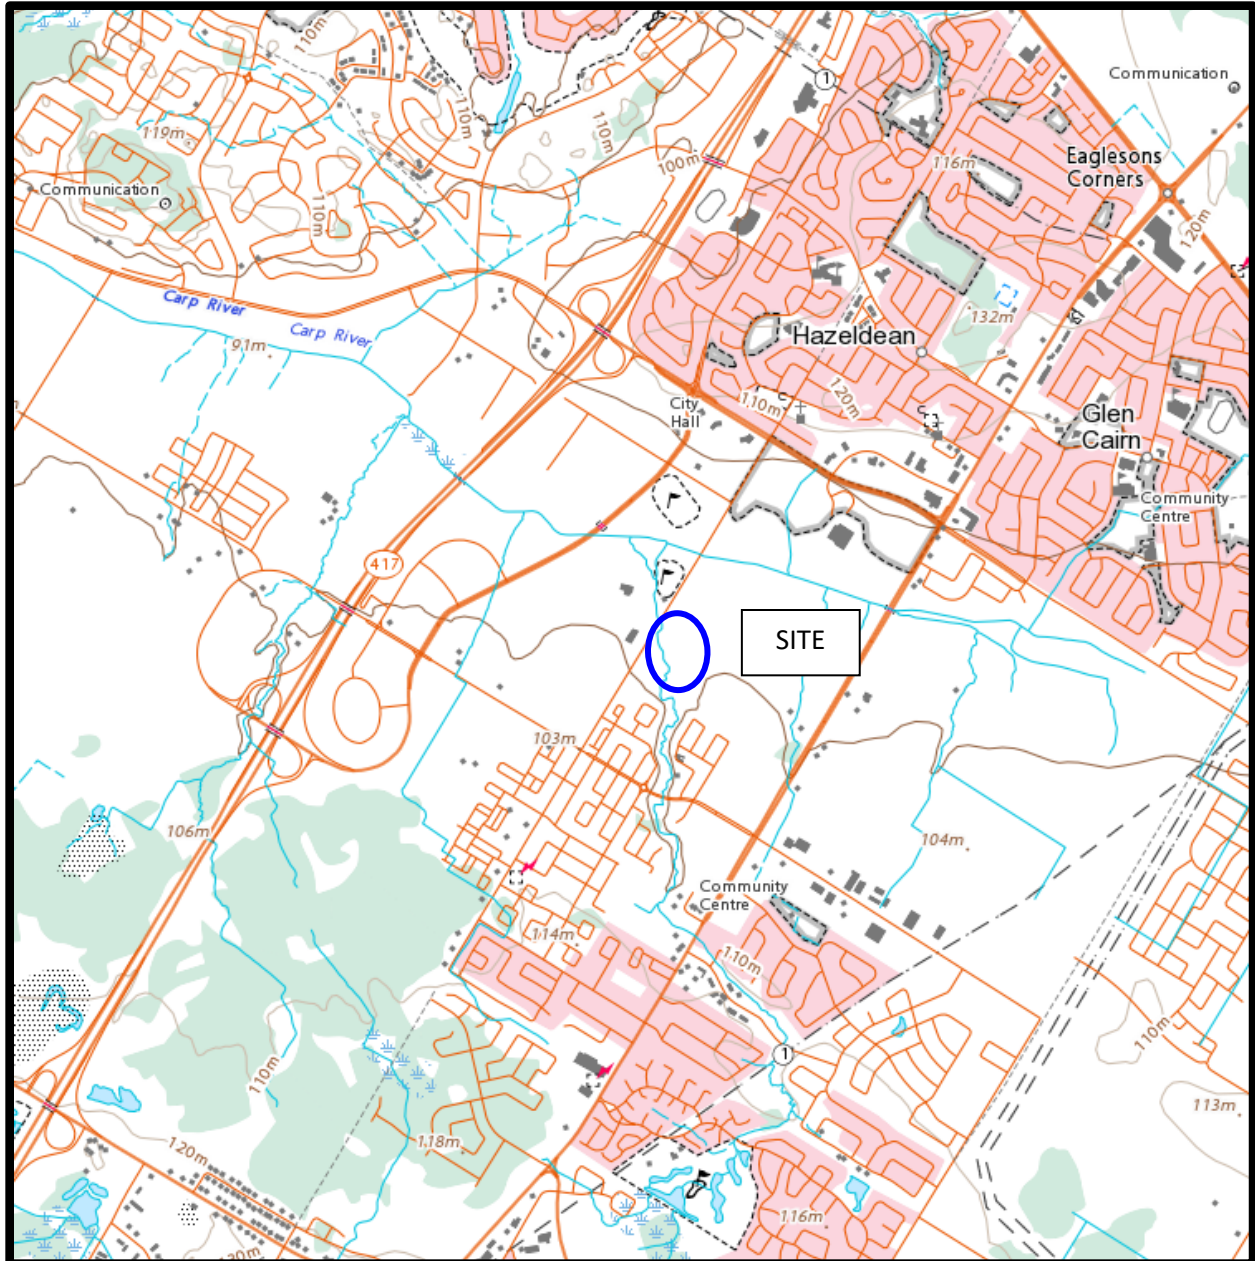 110m
1
Communication
119m
110m
110m
100m
116m
Eaglesons
Corners
Communication
110m
120m
Carp River
Carp River
91m
132m
Hazeldean
City
Hall
110m
120m
C
C
Glen
Cairn
Community
Centre
417
SITE
103m
106m
104m
Community
Centre
114m
110m
110m
1
110m
113m
118m
120m
116m